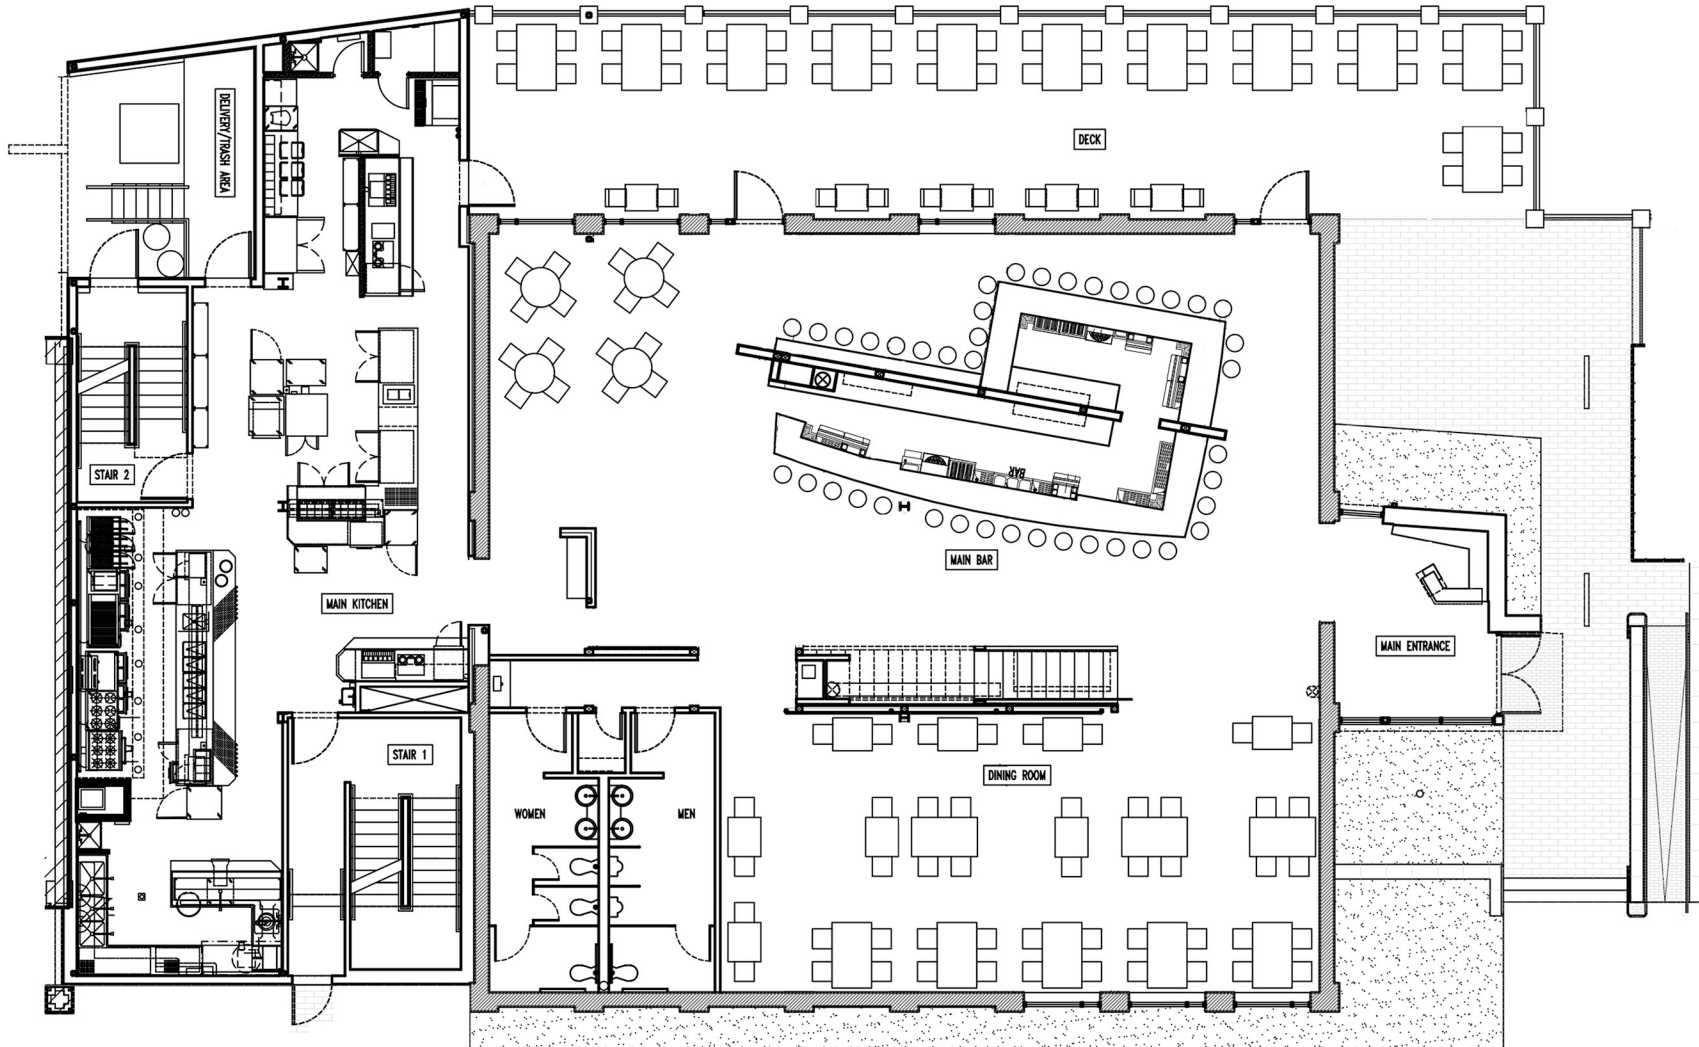 DELIVERY/TRASH AREA
DECK
STAIR 2
BAR
MAIN BAR
MAIN KITCHEN
MAIN ENTRANCE
STAIR 1
DINING ROOM
WOMEN
MEN